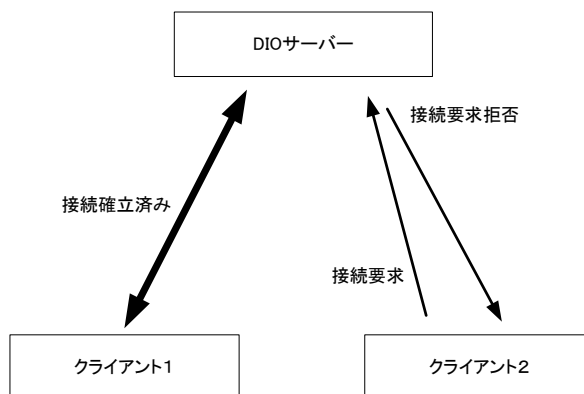 DIOサーバー
接続要求拒否
接続確立済み
接続要求
クライアント1
クライアント2